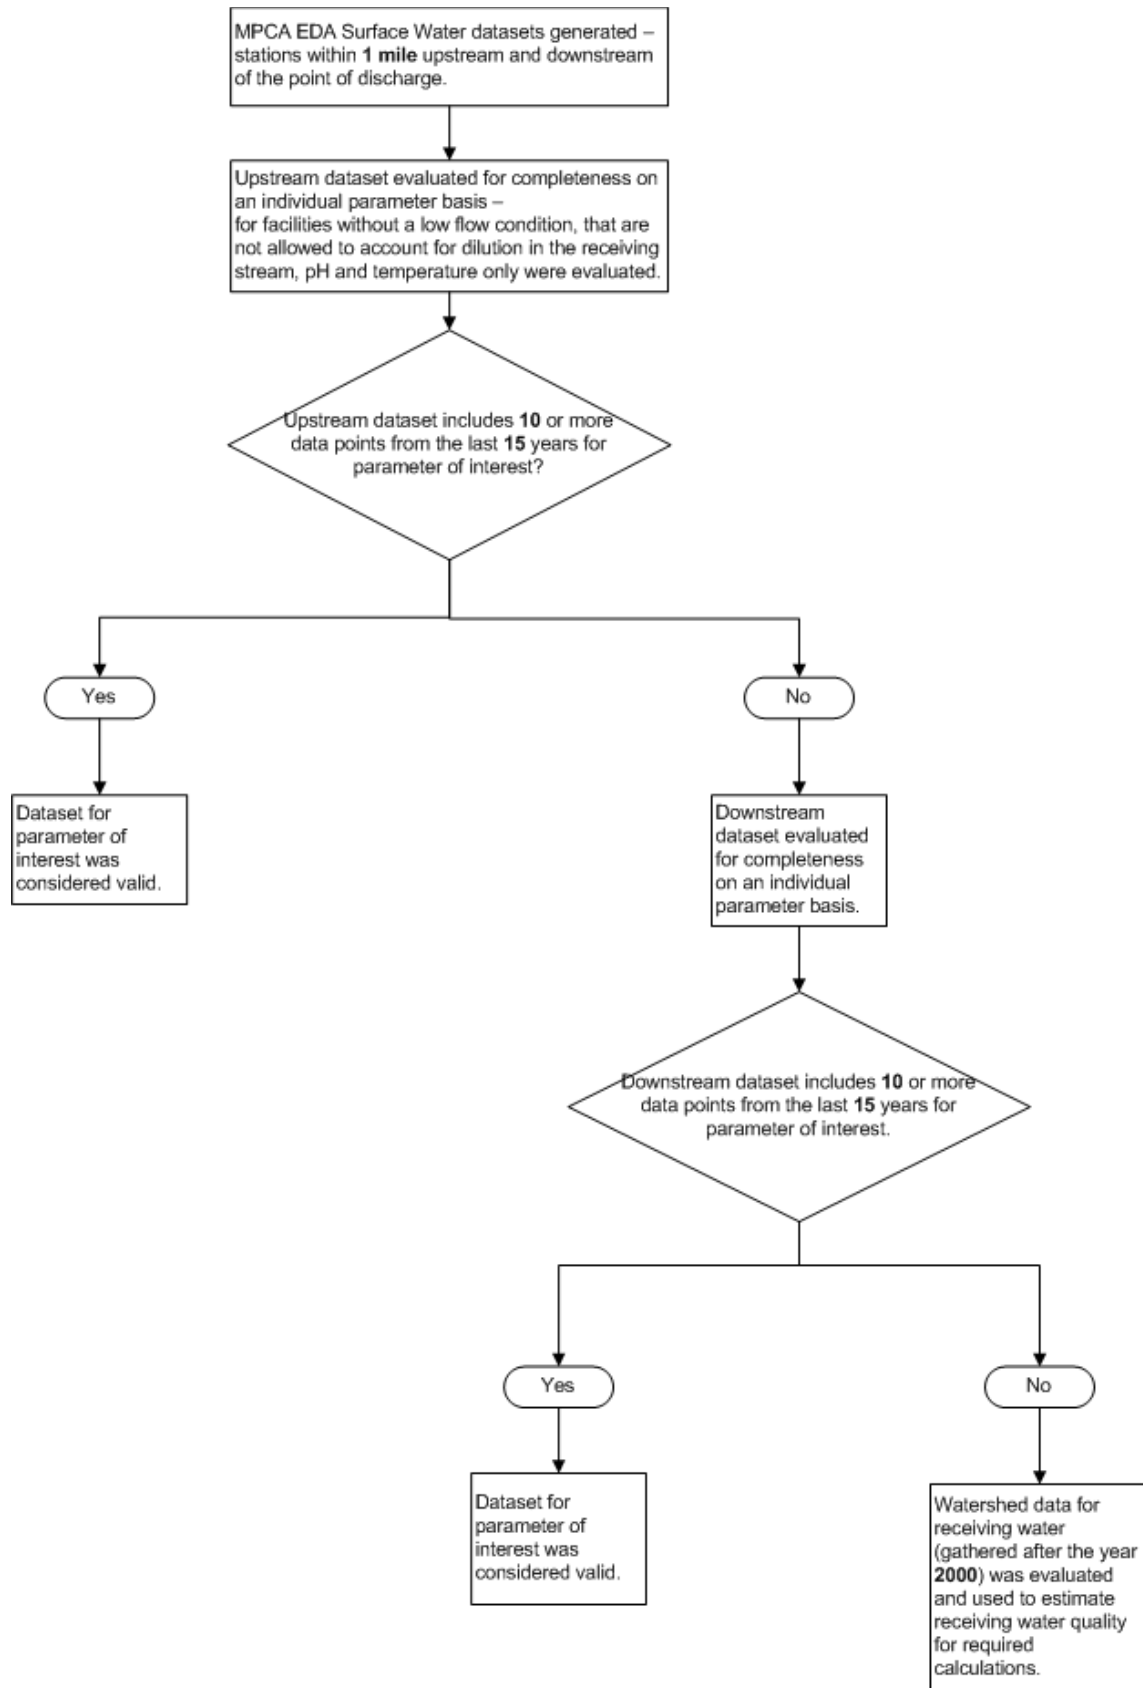 MPCA EDA Surface Water datasets generated –
stations within 1 mile upstream and downstream
of the point of discharge.
Upstream dataset evaluated for completeness on
an individual parameter basis –
for facilities without a low flow condition, that are
not allowed to account for dilution in the receiving
stream, pH and temperature only were evaluated.
Upstream dataset includes 10 or more
data points from the last 15 years for
parameter of interest?
Yes
No
Dataset for
parameter of
interest was
considered valid.
Downstream
dataset evaluated
for completeness
on an individual
parameter basis.
Downstream dataset includes 10 or more
data points from the last 15 years for
parameter of interest.
Yes
No
Dataset for
parameter of
interest was
considered valid.
Watershed data for
receiving water
(gathered after the year
2000) was evaluated
and used to estimate
receiving water quality
for required
calculations.